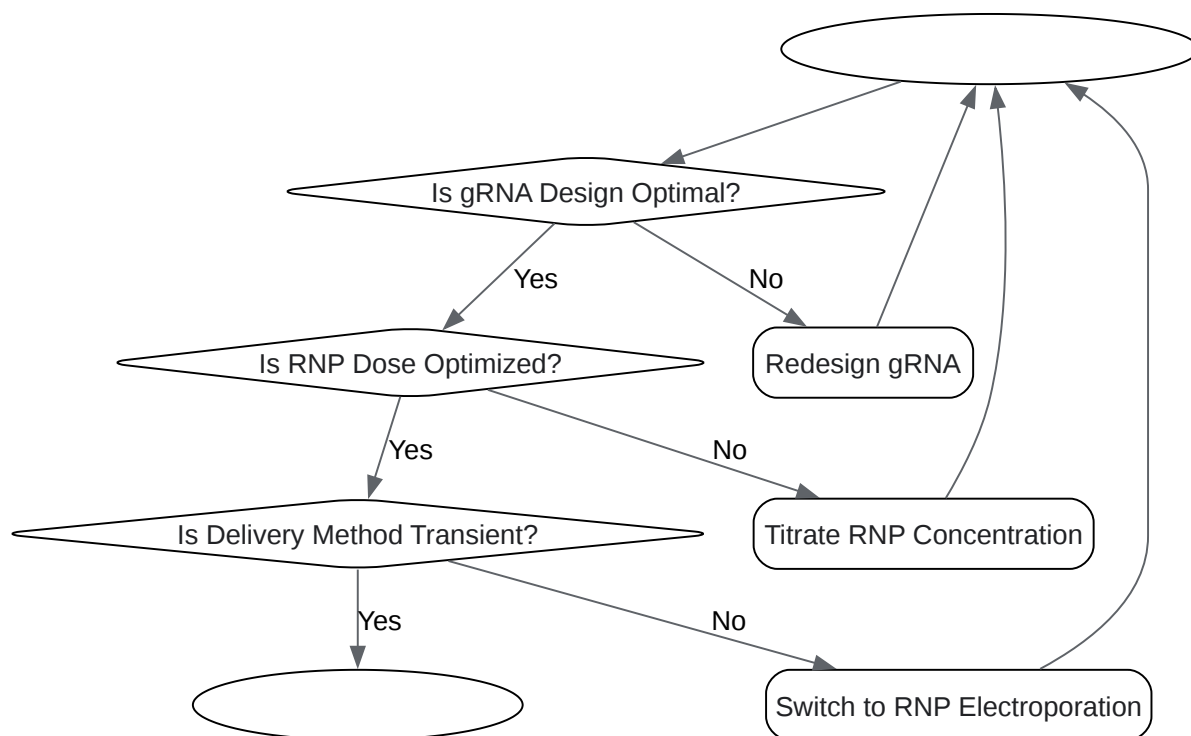 Is gRNA Design Optimal?
Yes
No
Is RNP Dose Optimized?
Redesign gRNA
Yes
No
Is Delivery Method Transient?
Titrate RNP Concentration
Yes
No
Switch to RNP Electroporation